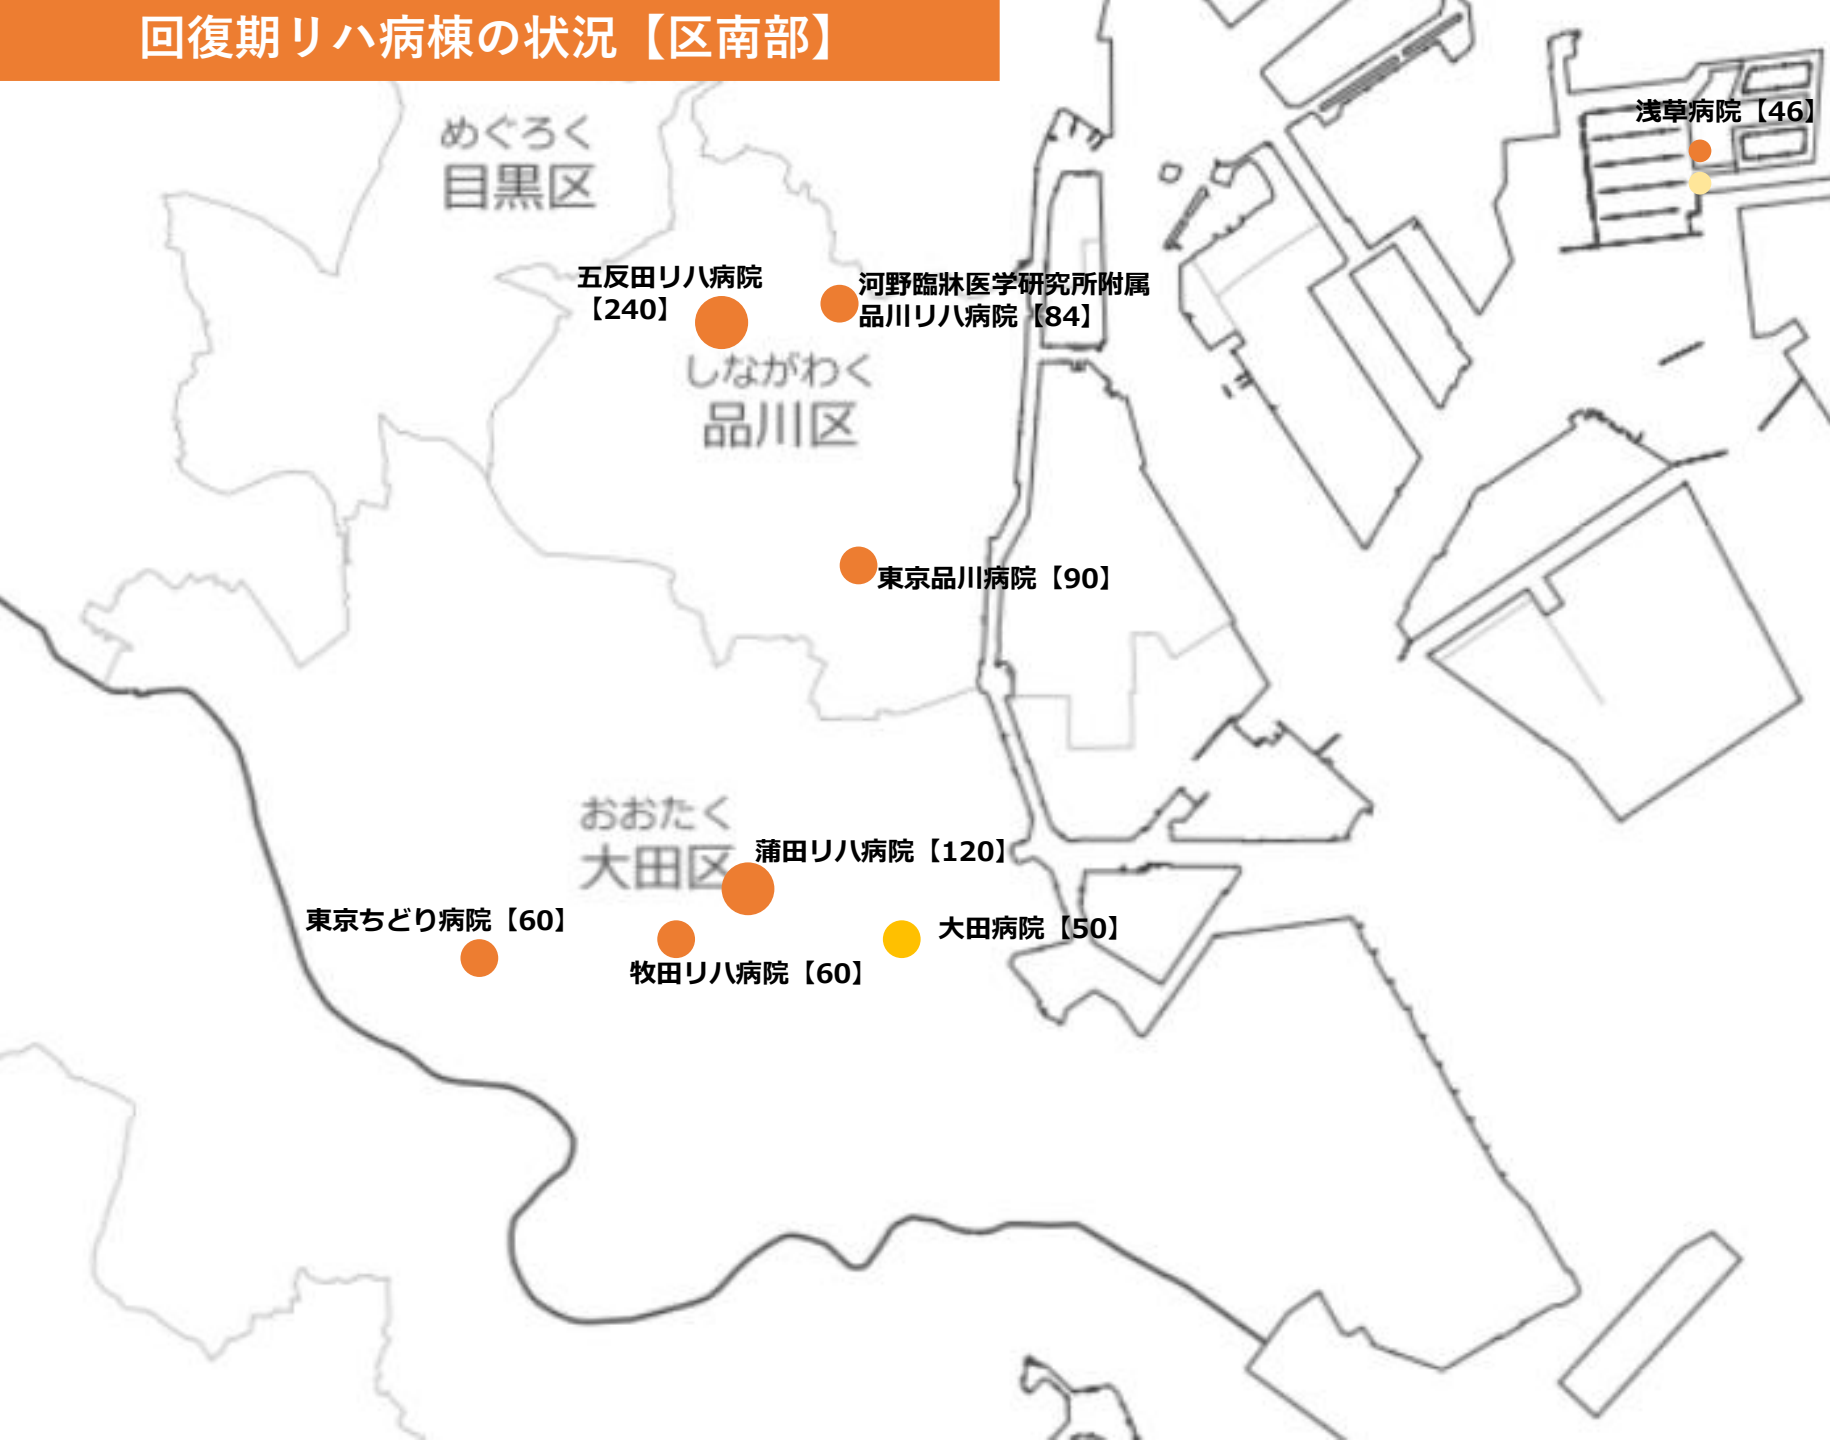 回復期リハ病棟の状況【区南部】
めぐろく
目黒区
浅草病院【46】
五反田リハ病院
【240】
河野臨牀医学研究所附属
品川リハ病院【84】
しながわく
品川区
東京品川病院【90】
おおたく
大田区
蒲田リハ病院【120】
東京ちどり病院【60】
牧田リハ病院【60】
大田病院【50】